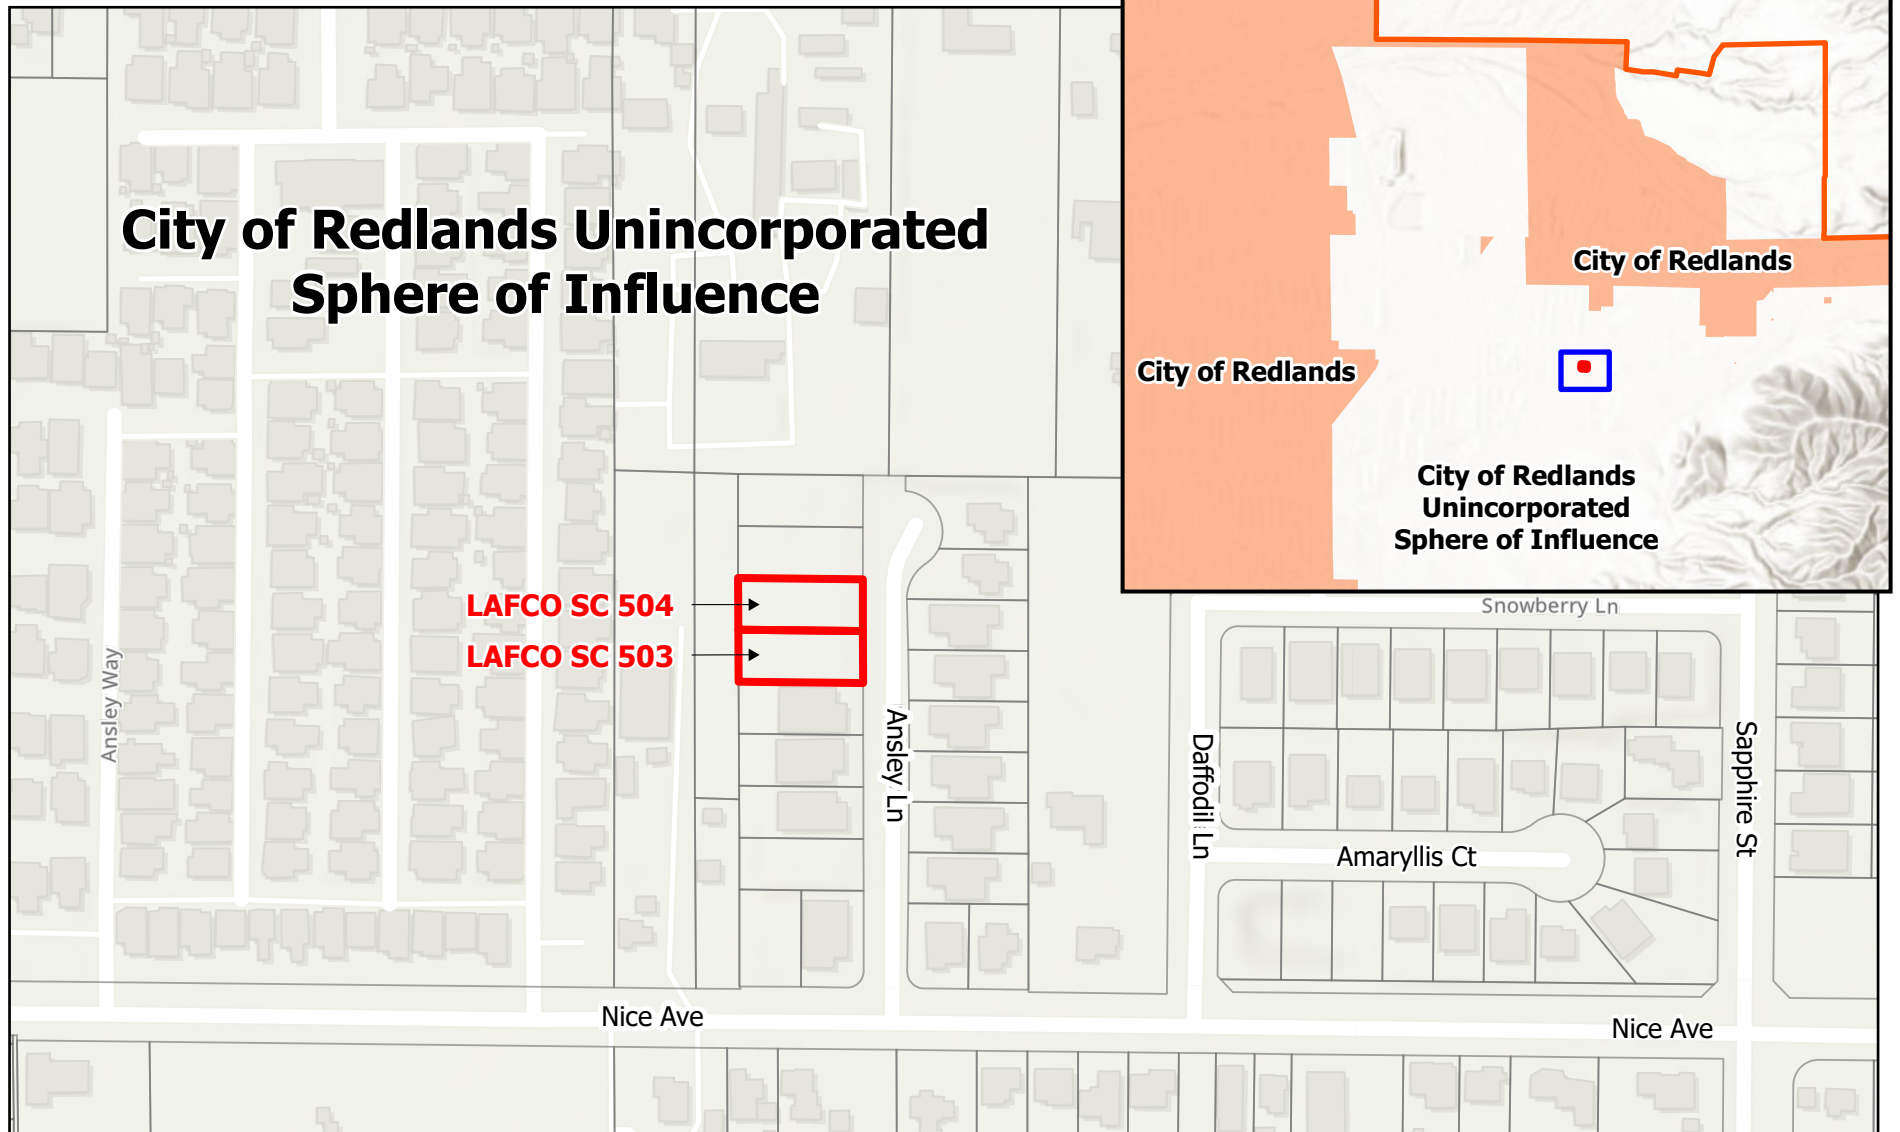 City of Redlands Unincorporated
Sphere of Influence
City of Redlands
City of Redlands
City of Redlands
Unincorporated
Sphere of Influence
LAFCO SC 504
LAFCO SC 503
Snowberry Ln
Ansley Way
Ansley Ln
Daffodil Ln
Sapphire St
Amaryllis Ct
Nice Ave
Nice Ave